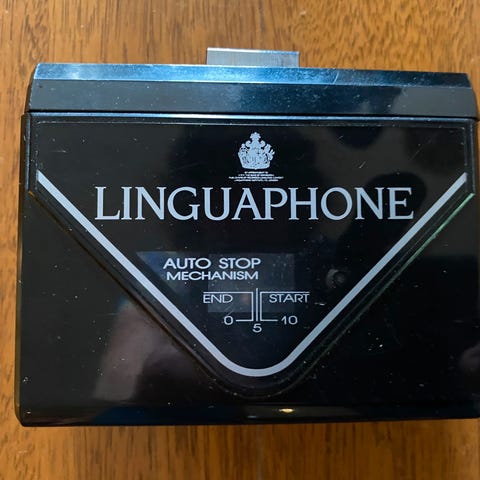 LINGUAPHONE
AUTO STOP
MECHANISM
END START
0 5 10